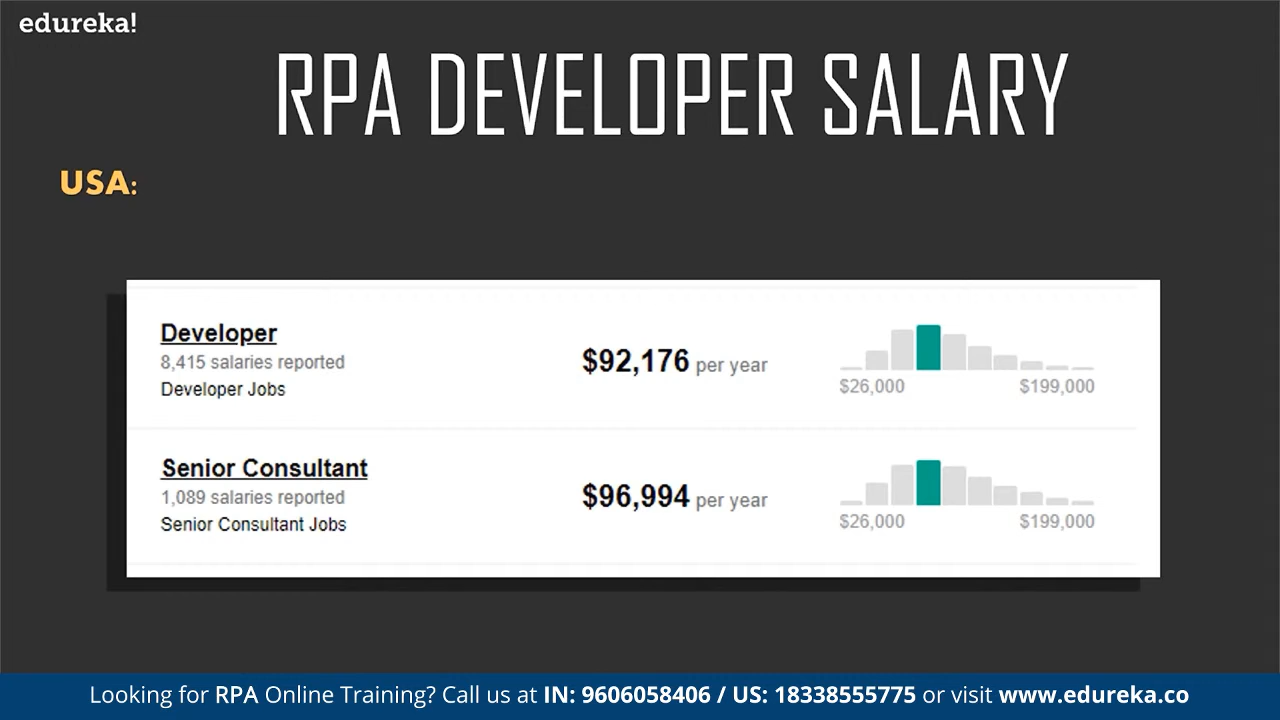 edureka!
RPA DEVELOPER SALARY
USA:
Developer
8,415 salaries reported
Developer Jobs
$92,176 per year
$26,000 $199,000
Senior Consultant
1,089 salaries reported
Senior Consultant Jobs
$96,994 per year
$26,000 $199,000
Looking for RPA Online Training? Call us at IN: 9606058406 / US: 18338555775 or visit www.edureka.co